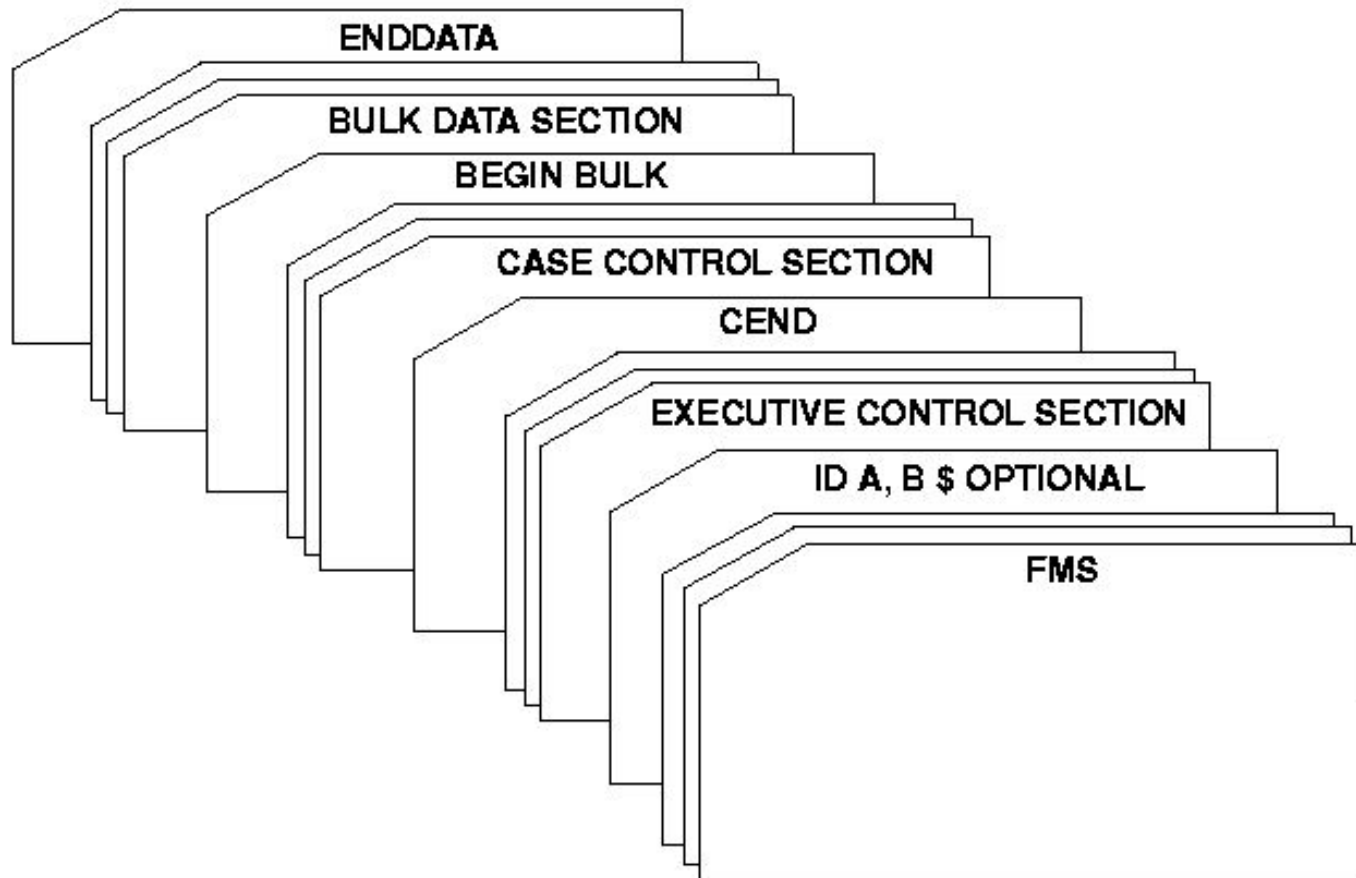 ENDDATA
BULK DATA SECTION
BEGIN BULK
CASE CONTROL SECTION
CEND
EXECUTIVE CONTROL SECTION
ID A, B $ OPTIONAL
FMS